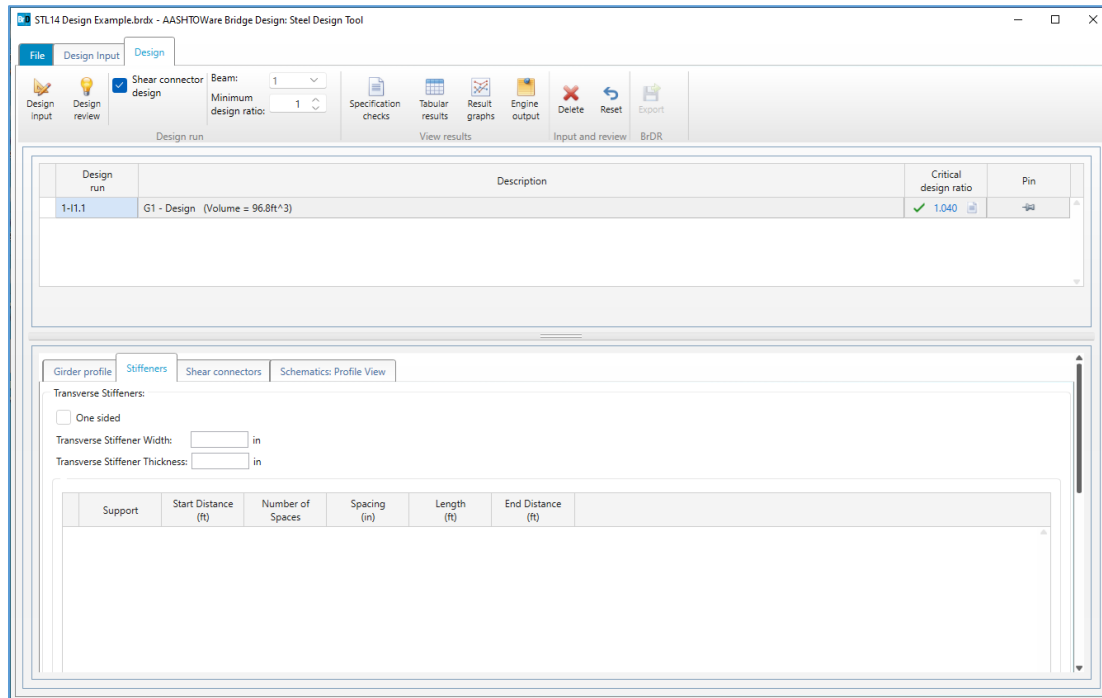 BrD STL14 Design Example.brdx - AASHTOWare Bridge Design: Steel Design Tool
File Design Input Design
Design input
Design review
Shear connector design
Beam: 1
Minimum design ratio: 1
Specification checks
Tabular results
Result graphs
Engine output
Delete
Reset
Export
Design run View results Input and review BrDR
Design run Description Critical design ratio Pin
1-I1.1 G1 - Design (Volume = 96.8ft^3) 1.040
Girder profile Stiffeners Shear connectors Schematics: Profile View
Transverse Stiffeners:
One sided
Transverse Stiffener Width: in
Transverse Stiffener Thickness: in
Support Start Distance (ft) Number of Spaces Spacing (in) Length (ft) End Distance (ft)